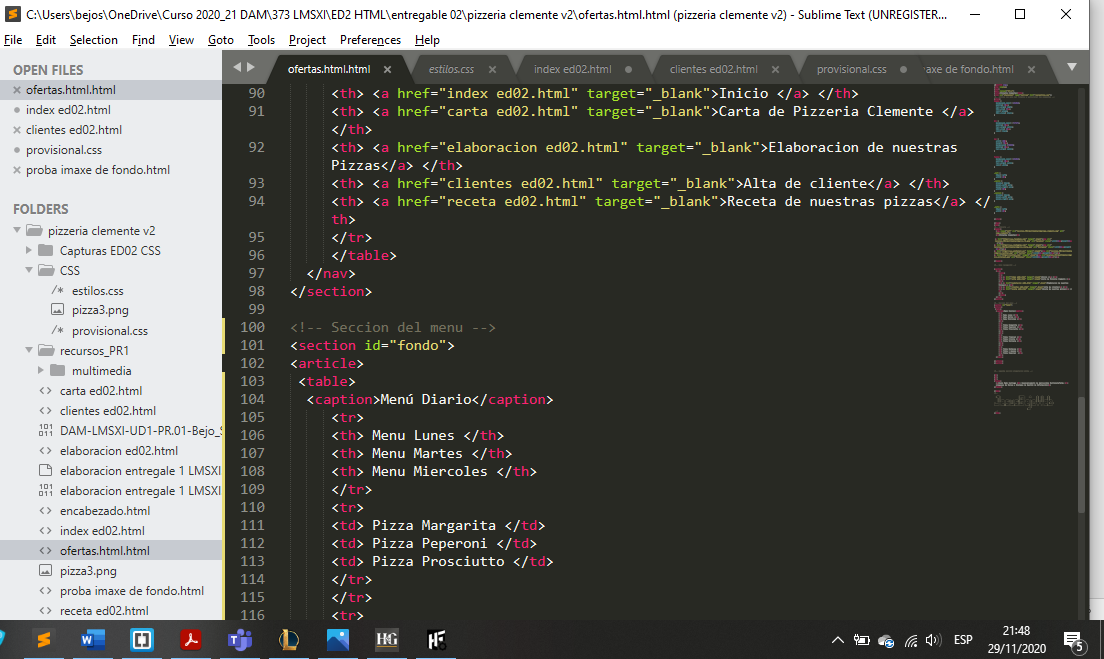 C:\Users\bejos\OneDrive\Curso 2020_21 DAM\373 LMSXI\ED2 HTML\entregable 02\pizzeria clemente v2\ofertas.html.html (pizzeria clemente v2) - Sublime Text (UNREGISTER...
File Edit Selection Find View Goto Tools Project Preferences Help
OPEN FILES
ofertas.html.html
index ed02.html
clientes ed02.html
provisional.css
proba imaxe de fondo.html
FOLDERS
pizzeria clemente v2
Capturas ED02 CSS
CSS
/* estilos.css
pizza3.png
/* provisional.css
recursos_PR1
multimedia
<> carta ed02.html
<> clientes ed02.html
DAM-LMSXI-UD1-PR.01-Bejo_S
<> elaboracion ed02.html
elaboracion entregale 1 LMSXI
elaboracion entregale 1 LMSXI
<> encabezado.html
<> index ed02.html
<> ofertas.html.html
pizza3.png
<> proba imaxe de fondo.html
<> receta ed02.html
ofertas.html.html estilos.css index ed02.html clientes ed02.html provisional.css axe de fondo.html
90 <th> <a href="index ed02.html" target="_blank">Inicio </a> </th>
91 <th> <a href="carta ed02.html" target="_blank">Carta de Pizzeria Clemente </a>
</th>
92 <th> <a href="elaboracion ed02.html" target="_blank">Elaboracion de nuestras
Pizzas</a> </th>
93 <th> <a href="clientes ed02.html" target="_blank">Alta de cliente</a> </th>
94 <th> <a href="receta ed02.html" target="_blank">Receta de nuestras pizzas</a> </
th>
95 </tr>
96 </table>
97 </nav>
98 </section>
99
100 <!-- Seccion del menu -->
101 <section id="fondo">
102 <article>
103 <table>
104 <caption>Menú Diario</caption>
105 <tr>
106 <th> Menu Lunes </th>
107 <th> Menu Martes </th>
108 <th> Menu Miercoles </th>
109 </tr>
110 <tr>
111 <td> Pizza Margarita </td>
112 <td> Pizza Peperoni </td>
113 <td> Pizza Prosciutto </td>
114 </tr>
115 </tr>
116 <tr>
ESP
21:48
29/11/2020
5